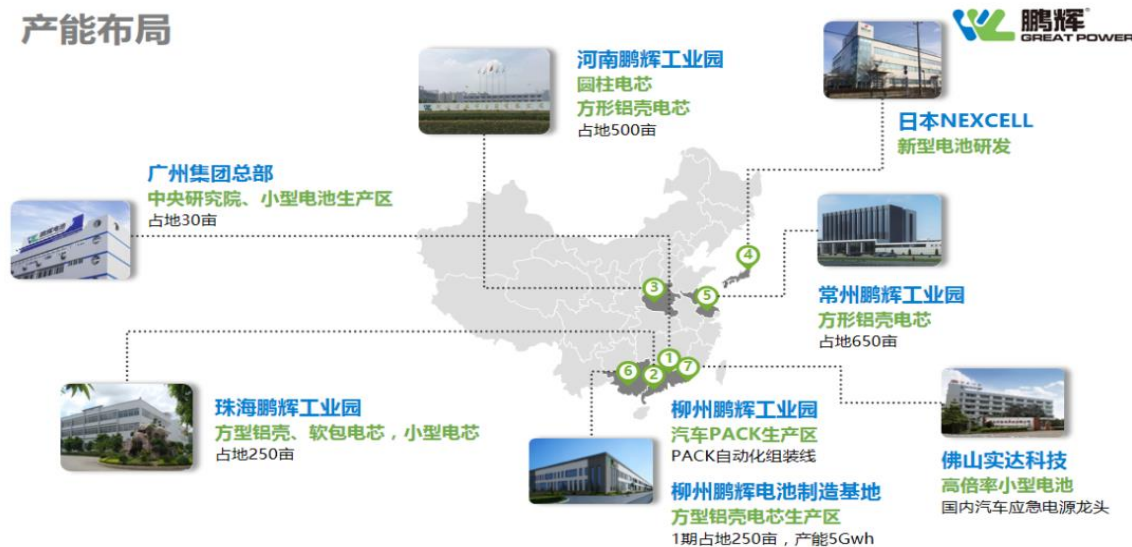 产能布局
鹏辉
GREAT POWER
河南鹏辉工业园
圆柱电芯
方形铝壳电芯
占地500亩
日本NEXCELL
新型电池研发
广州集团总部
中央研究院、小型电池生产区
占地30亩
鹏辉电池
4
3
5
常州鹏辉工业园
方形铝壳电芯
占地650亩
1
7
6
2
珠海鹏辉工业园
方型铝壳、软包电芯，小型电芯
占地250亩
柳州鹏辉工业园
汽车PACK生产区
PACK自动化组装线
柳州鹏辉电池制造基地
方型铝壳电芯生产区
1期占地250亩，产能5Gwh
佛山实达科技
高倍率小型电池
国内汽车应急电源龙头